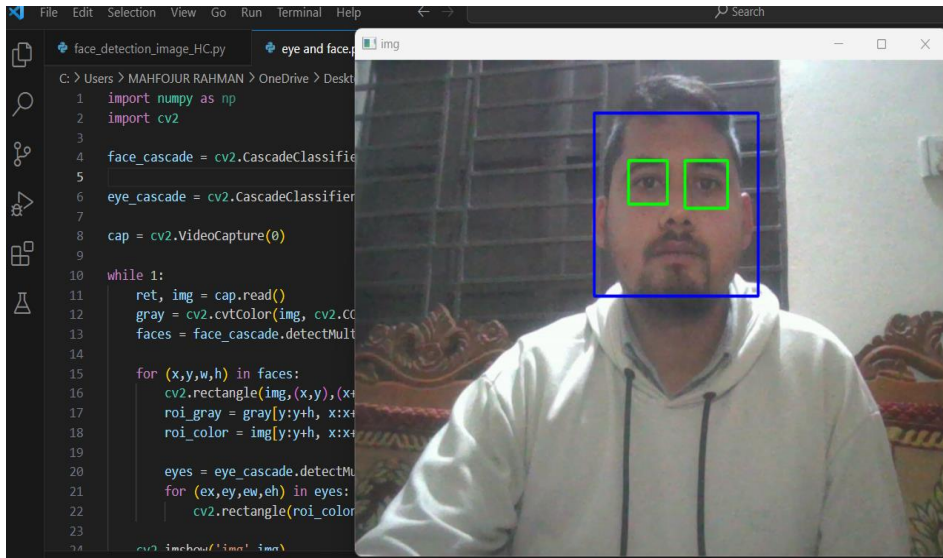 File Edit Selection View Go Run Terminal Help
Search
face_detection_image_HC.py
eye and face.p
img
C: > Users > MAHFOJUR RAHMAN > OneDrive > Deskt
1 import numpy as np
2 import cv2
3
4 face_cascade = cv2.CascadeClassifie
5
6 eye_cascade = cv2.CascadeClassifier
7
8 cap = cv2.VideoCapture(0)
9
10 while 1:
11 ret, img = cap.read()
12 gray = cv2.cvtColor(img, cv2.CO
13 faces = face_cascade.detectMult
14
15 for (x,y,w,h) in faces:
16 cv2.rectangle(img,(x,y),(x+
17 roi_gray = gray[y:y+h, x:x+
18 roi_color = img[y:y+h, x:x+
19
20 eyes = eye_cascade.detectMu
21 for (ex,ey,ew,eh) in eyes:
22 cv2.rectangle(roi_color
23
24 cv2.imshow('img',img)